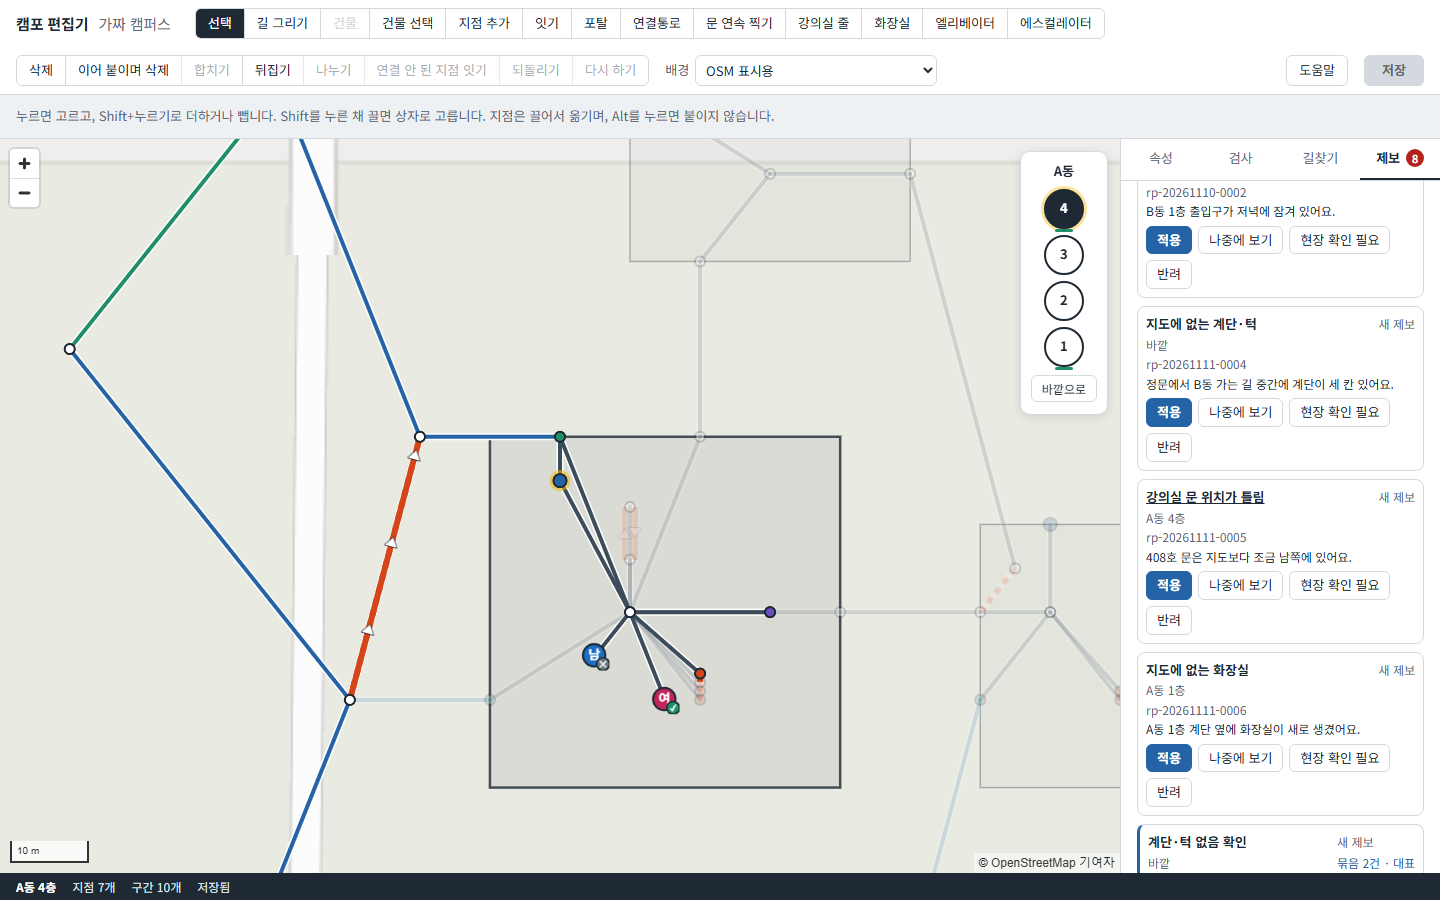 캠포 편집기 가짜 캠퍼스
선택 길 그리기 건물 건물 선택 지점 추가 잇기 포탈 연결통로 문 연속 찍기 강의실 줄 화장실 엘리베이터 에스컬레이터
삭제 이어 붙이며 삭제 합치기 뒤집기 나누기 연결 안 된 지점 잇기 되돌리기 다시 하기 배경 OSM 표시용 도움말 저장
누르면 고르고, Shift+누르기로 더하거나 뺍니다. Shift를 누른 채 끌면 상자로 고릅니다. 지점은 끌어서 옮기며, Alt를 누르면 붙이지 않습니다.
+
−
A동
4
3
2
1
바깥으로
남
여
10 m
© OpenStreetMap 기여자
속성 검사 길찾기 제보 8
rp-20261110-0002
B동 1층 출입구가 저녁에 잠겨 있어요.
적용 나중에 보기 현장 확인 필요
반려
지도에 없는 계단·턱 새 제보
바깥
rp-20261111-0004
정문에서 B동 가는 길 중간에 계단이 세 칸 있어요.
적용 나중에 보기 현장 확인 필요
반려
강의실 문 위치가 틀림 새 제보
A동 4층
rp-20261111-0005
408호 문은 지도보다 조금 남쪽에 있어요.
적용 나중에 보기 현장 확인 필요
반려
지도에 없는 화장실 새 제보
A동 1층
rp-20261111-0006
A동 1층 계단 옆에 화장실이 새로 생겼어요.
적용 나중에 보기 현장 확인 필요
반려
계단·턱 없음 확인 새 제보
바깥 묶음 2건 · 대표
A동 4층 지점 7개 구간 10개 저장됨